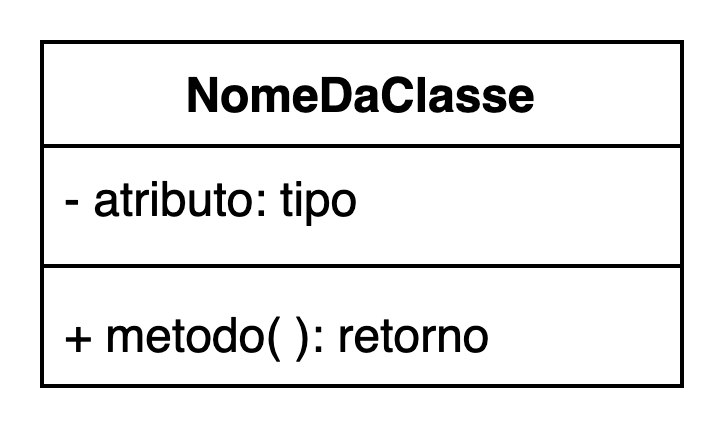 NomeDaClasse
- atributo: tipo
+ metodo( ): retorno